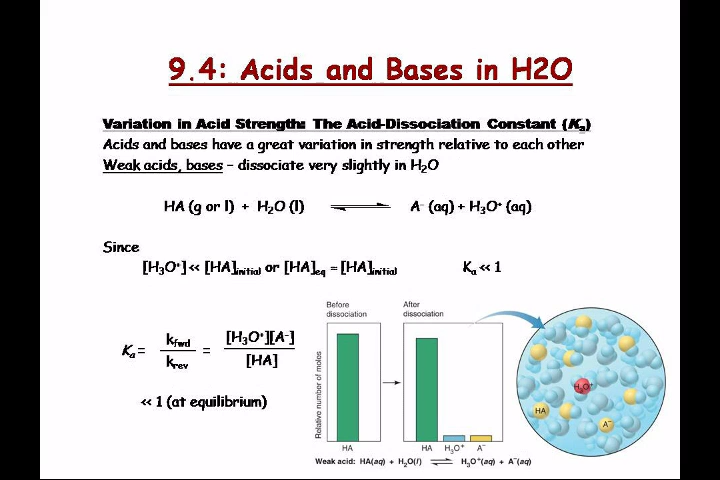 9.4: Acids and Bases in H2O
Variation in Acid Strength: The Acid-Dissociation Constant (Kₐ)
Acids and bases have a great variation in strength relative to each other
Weak acids, bases – dissociate very slightly in H₂O
HA (g or l) + H₂O (l) ⇌ A⁻ (aq) + H₃O⁺ (aq)
Since
[H₃O⁺] << [HA]initial or [HA]eq = [HA]initial Kₐ << 1
Kₐ = kfwd / krev = [H₃O⁺][A⁻] / [HA]
<< 1 (at equilibrium)
Before dissociation
After dissociation
Relative number of moles
HA
HA H₃O⁺ A⁻
H₃O⁺
HA
A⁻
Weak acid: HA(aq) + H₂O(l) ⇌ H₃O⁺(aq) + A⁻(aq)